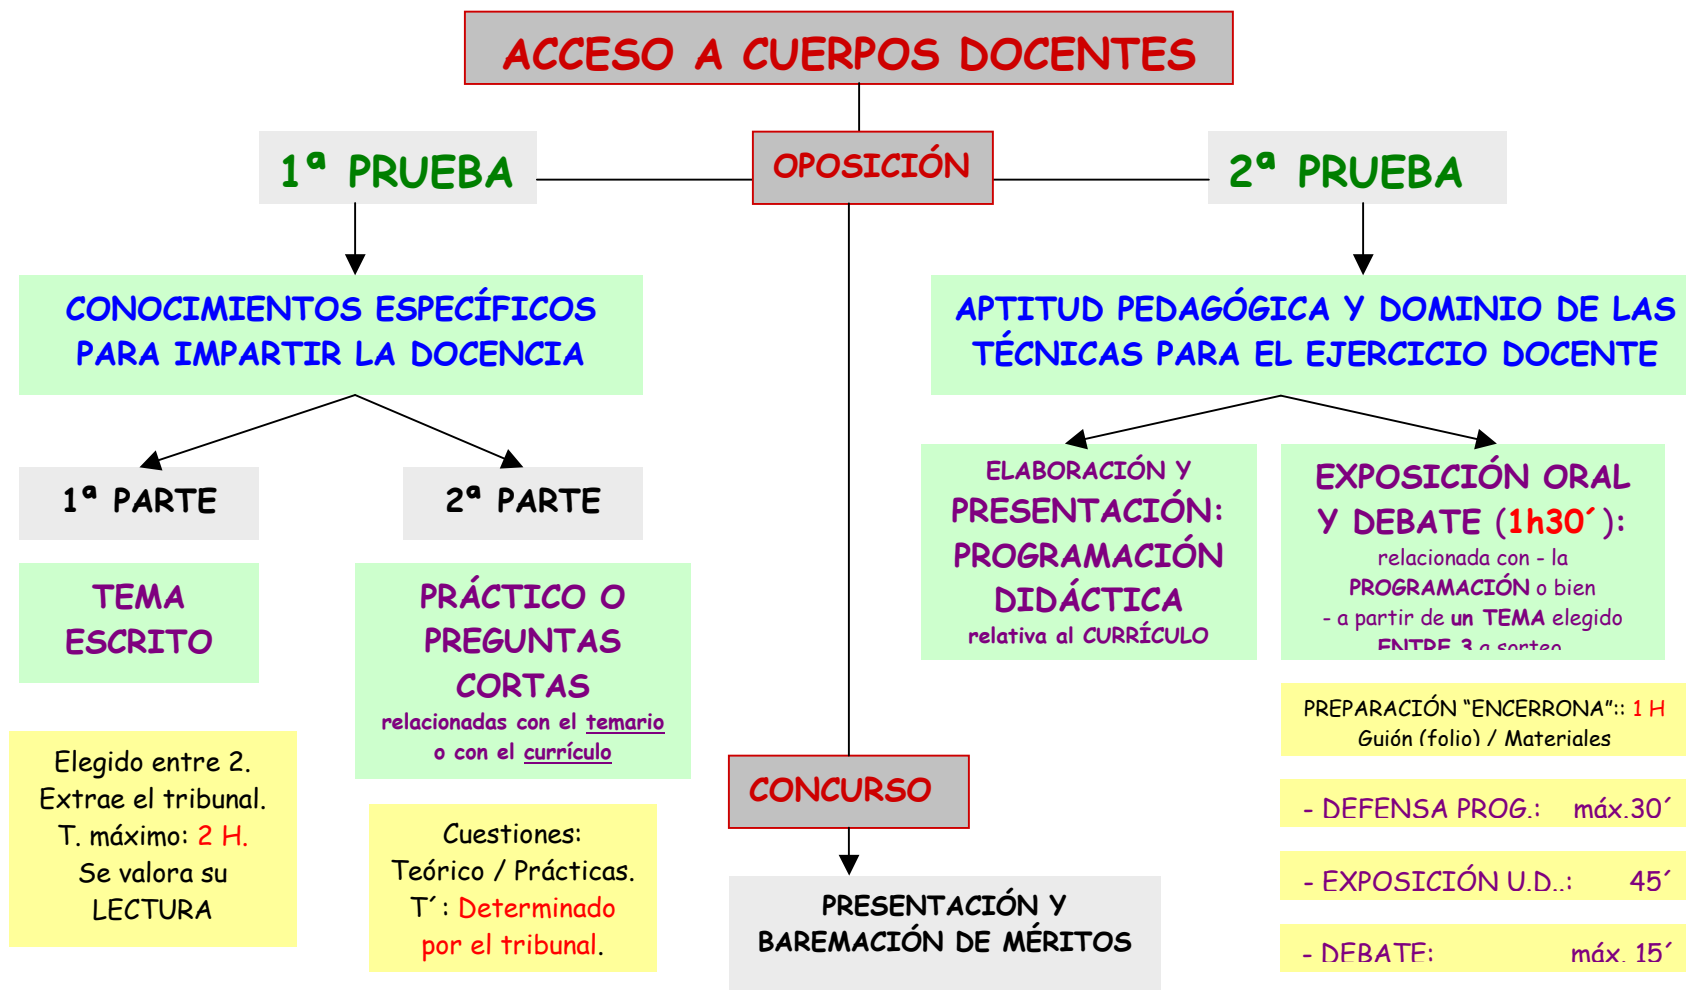 ACCESO A CUERPOS DOCENTES
1ª PRUEBA
OPOSICIÓN
2ª PRUEBA
CONOCIMIENTOS ESPECÍFICOS
PARA IMPARTIR LA DOCENCIA
APTITUD PEDAGÓGICA Y DOMINIO DE LAS
TÉCNICAS PARA EL EJERCICIO DOCENTE
1ª PARTE
2ª PARTE
TEMA
ESCRITO
PRÁCTICO O
PREGUNTAS
CORTAS
relacionadas con el temario
o con el currículo
ELABORACIÓN Y
PRESENTACIÓN:
PROGRAMACIÓN
DIDÁCTICA
relativa al CURRÍCULO
EXPOSICIÓN ORAL
Y DEBATE (1h30´):
relacionada con - la
PROGRAMACIÓN o bien
- a partir de un TEMA elegido
ENTRE 3 a sorteo
Elegido entre 2.
Extrae el tribunal.
T. máximo: 2 H.
Se valora su
LECTURA
Cuestiones:
Teórico / Prácticas.
T´: Determinado
por el tribunal.
CONCURSO
PRESENTACIÓN Y
BAREMACIÓN DE MÉRITOS
PREPARACIÓN “ENCERRONA”:: 1 H
Guión (folio) / Materiales
- DEFENSA PROG.: máx.30´
- EXPOSICIÓN U.D..: 45´
- DEBATE: máx. 15´